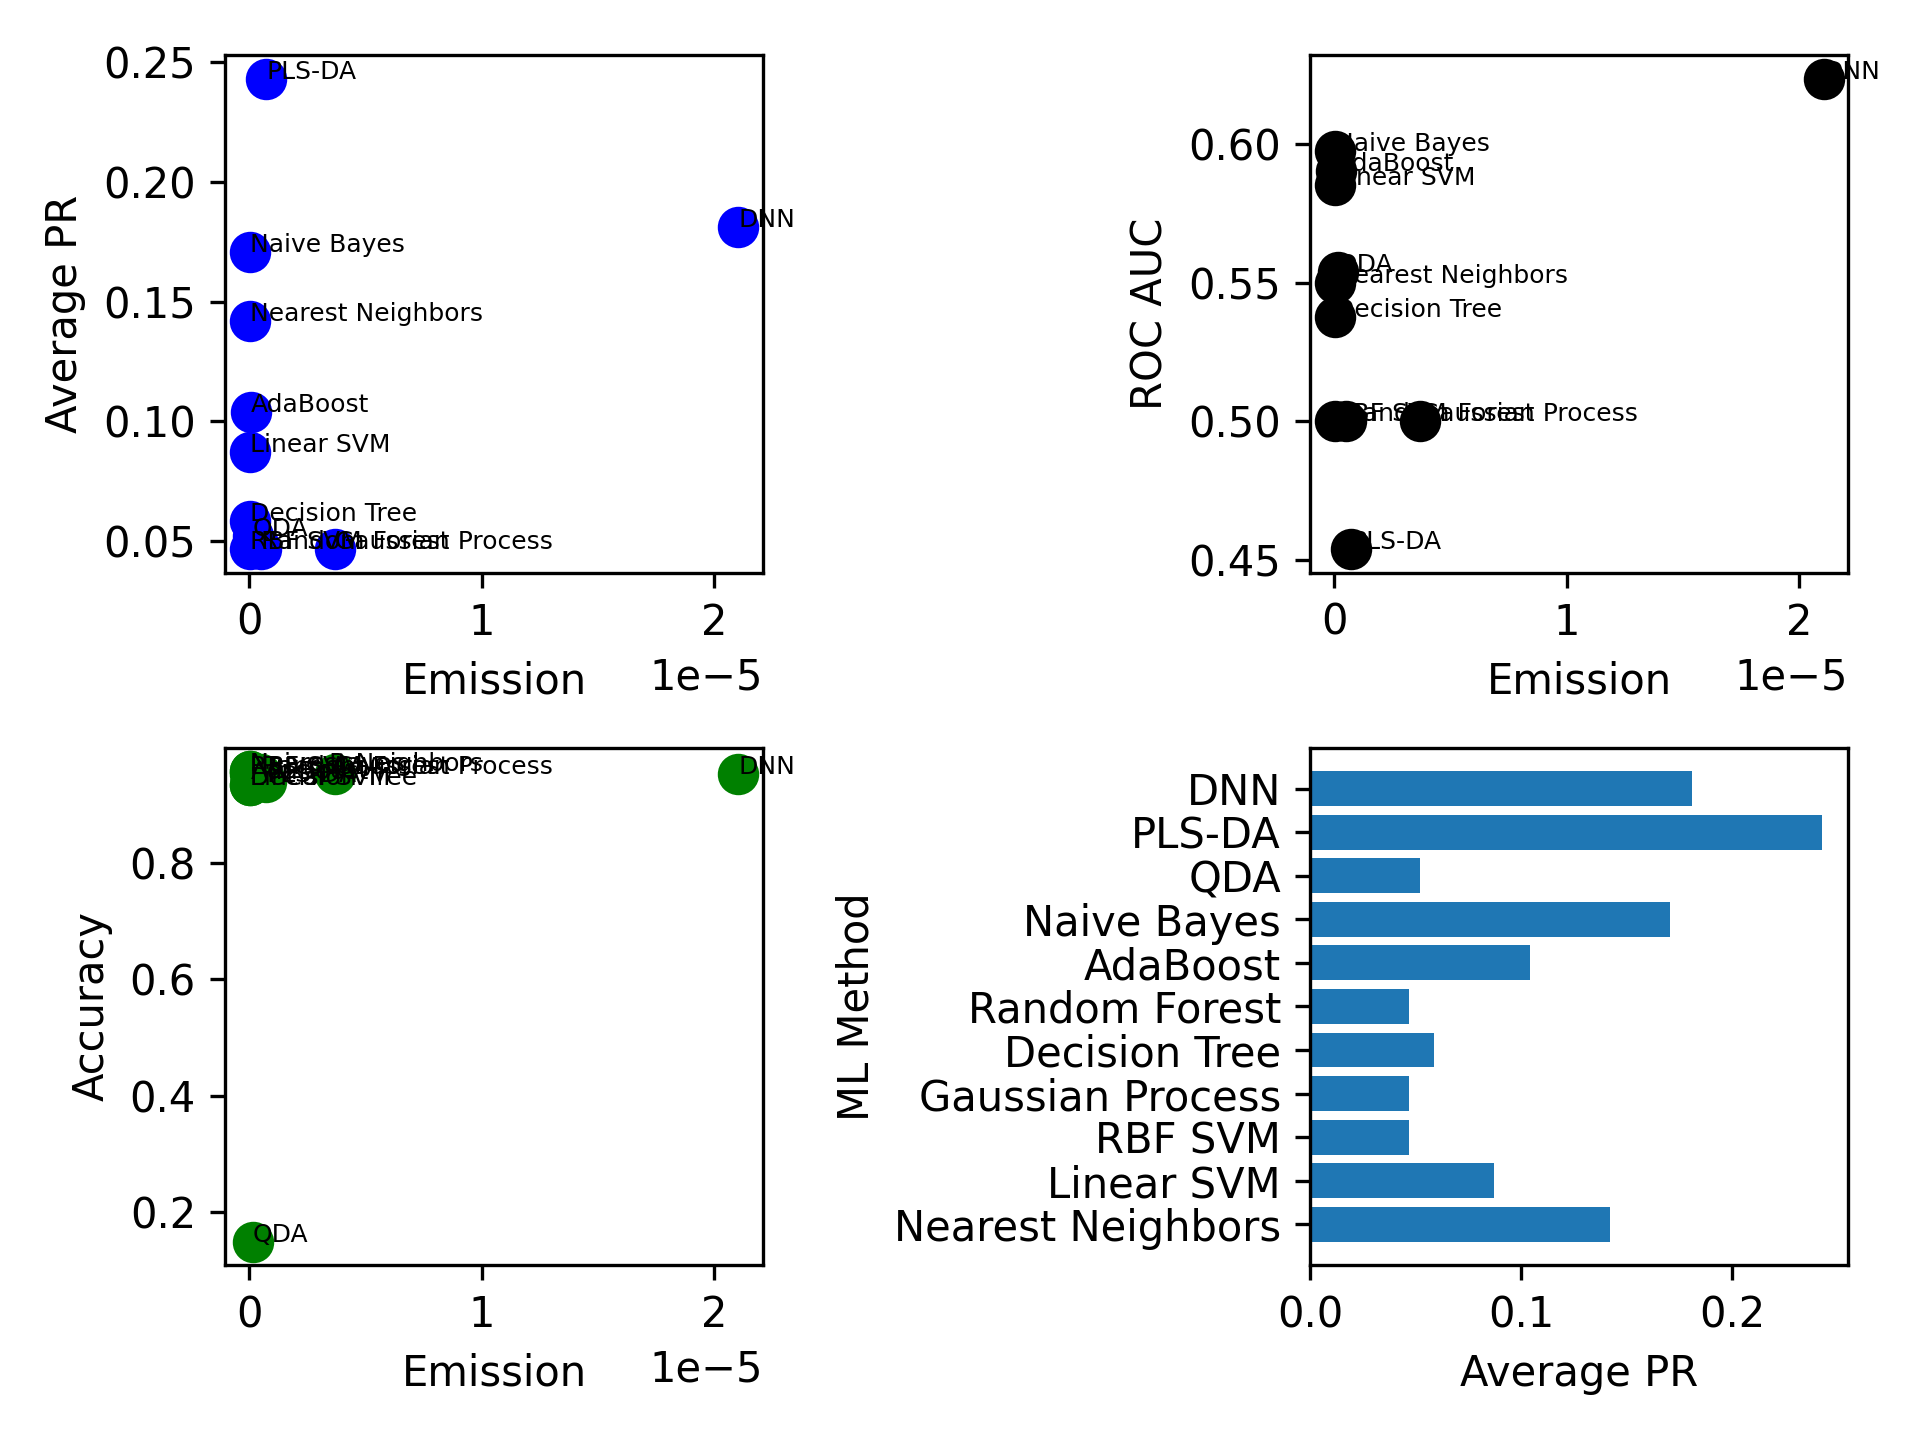 0.25
0.20
0.15
0.10
0.05
Average PR
PLS-DA
DNN
Naive Bayes
Nearest Neighbors
AdaBoost
Linear SVM
Decision Tree
QDA
Gaussian Process
0 1 2
Emission 1e−5
0.60
0.55
0.50
0.45
ROC AUC
DNN
Naive Bayes
AdaBoost
Linear SVM
QDA
Nearest Neighbors
Decision Tree
Gaussian Process
PLS-DA
0 1 2
Emission 1e−5
0.8
0.6
0.4
0.2
Accuracy
DNN
QDA
0 1 2
Emission 1e−5
ML Method
DNN
PLS-DA
QDA
Naive Bayes
AdaBoost
Random Forest
Decision Tree
Gaussian Process
RBF SVM
Linear SVM
Nearest Neighbors
0.0 0.1 0.2
Average PR